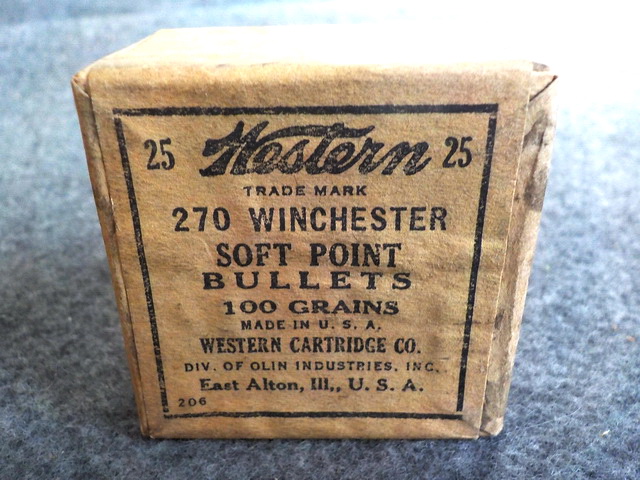 25 Western 25
TRADE MARK
270 WINCHESTER
SOFT POINT
BULLETS
100 GRAINS
MADE IN U. S. A.
WESTERN CARTRIDGE CO.
DIV. OF OLIN INDUSTRIES, INC.
East Alton, Ill., U. S. A.
206